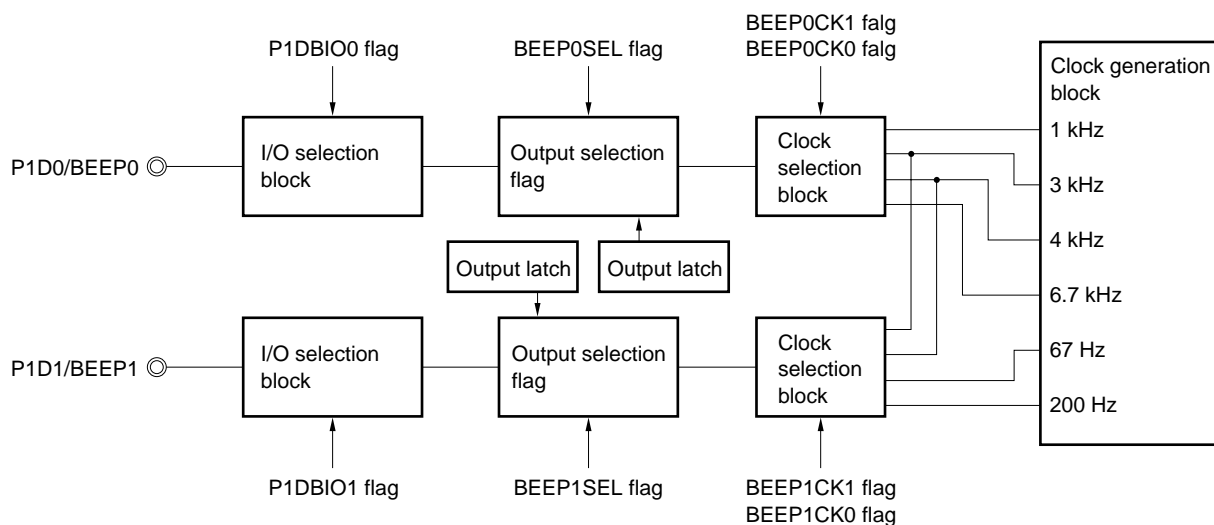 P1DBIO0 flag
BEEP0SEL flag
BEEP0CK1 falg
BEEP0CK0 falg
Clock generation
block
P1D0/BEEP0
I/O selection
block
Output selection
flag
Clock
selection
block
1 kHz
3 kHz
4 kHz
6.7 kHz
67 Hz
200 Hz
Output latch
Output latch
P1D1/BEEP1
I/O selection
block
Output selection
flag
Clock
selection
block
P1DBIO1 flag
BEEP1SEL flag
BEEP1CK1 flag
BEEP1CK0 flag